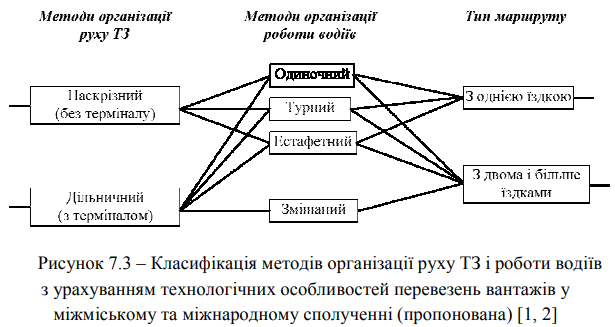 Методи організації руху ТЗ
Методи організації роботи водіїв
Тип маршруту
Наскрізний
(без терміналу)
Дільничний
(з терміналом)
Одиночний
Турний
Естафетний
Змішаний
З однією їздкою
З двома і більше
їздками
Рисунок 7.3 – Класифікація методів організації руху ТЗ і роботи водіїв
з урахуванням технологічних особливостей перевезень вантажів у
міжміському та міжнародному сполученні (пропонована) [1, 2]